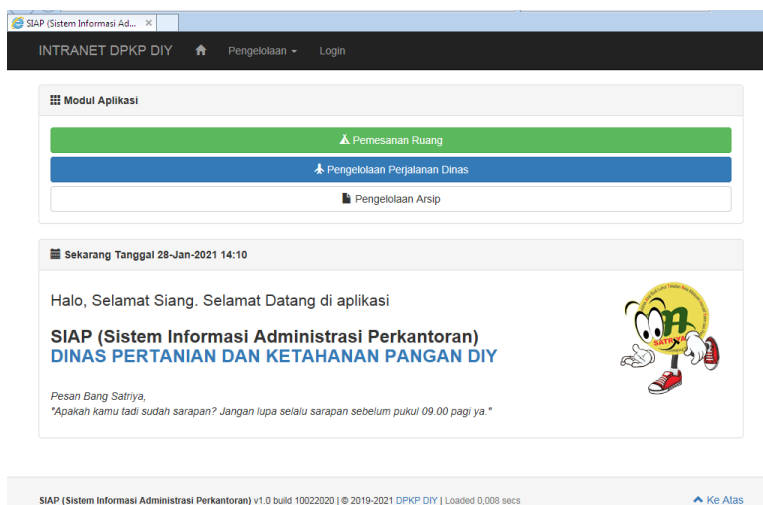 SIAP (Sistem Informasi Ad...
INTRANET DPKP DIY Pengelolaan Login
Modul Aplikasi
Pemesanan Ruang
Pengelolaan Perjalanan Dinas
Pengelolaan Arsip
Sekarang Tanggal 28-Jan-2021 14:10
Halo, Selamat Siang. Selamat Datang di aplikasi
SIAP (Sistem Informasi Administrasi Perkantoran)
DINAS PERTANIAN DAN KETAHANAN PANGAN DIY
SATRIYA
Pesan Bang Satriya,
"Apakah kamu tadi sudah sarapan? Jangan lupa selalu sarapan sebelum pukul 09.00 pagi ya."
SIAP (Sistem Informasi Administrasi Perkantoran) v1.0 build 10022020 | © 2019-2021 DPKP DIY | Loaded 0,008 secs
Ke Atas